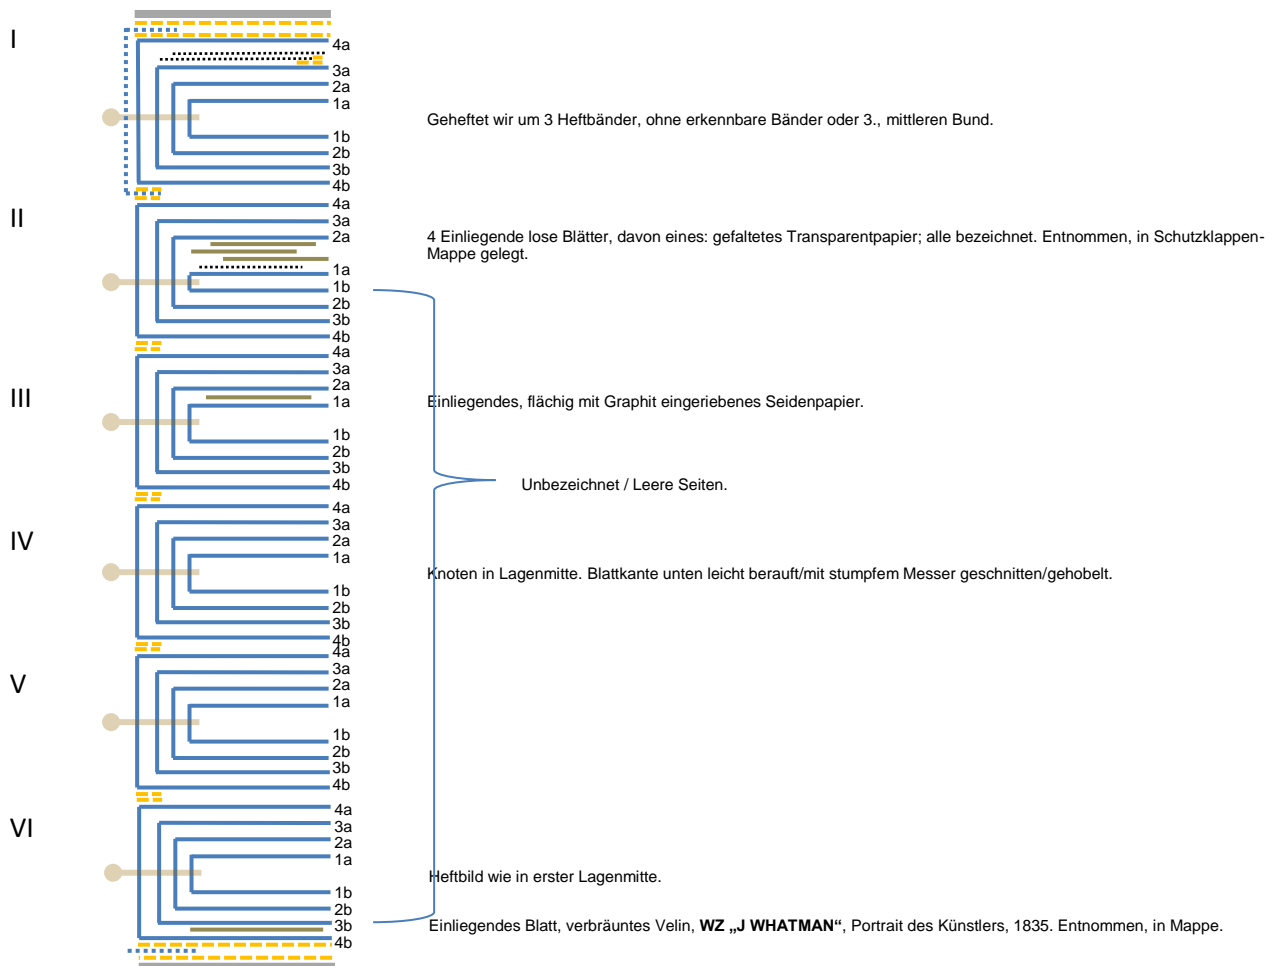 I
4a
3a
2a
1a
Geheftet wir um 3 Heftbänder, ohne erkennbare Bänder oder 3., mittleren Bund.
1b
2b
3b
4b
4a
II
3a
2a
4 Einliegende lose Blätter, davon eines: gefaltetes Transparentpapier; alle bezeichnet. Entnommen, in Schutzklappen-
Mappe gelegt.
1a
1b
2b
3b
4b
4a
3a
2a
III
1a
Einliegendes, flächig mit Graphit eingeriebenes Seidenpapier.
1b
2b
3b
Unbezeichnet / Leere Seiten.
4b
4a
3a
IV
2a
1a
Knoten in Lagenmitte. Blattkante unten leicht berauft/mit stumpfem Messer geschnitten/gehobelt.
1b
2b
3b
4b
4a
3a
V
2a
1a
1b
2b
3b
4b
4a
VI
3a
2a
1a
Heftbild wie in erster Lagenmitte.
1b
2b
3b
Einliegendes Blatt, verbräuntes Velin, WZ „J WHATMAN“, Portrait des Künstlers, 1835. Entnommen, in Mappe.
4b